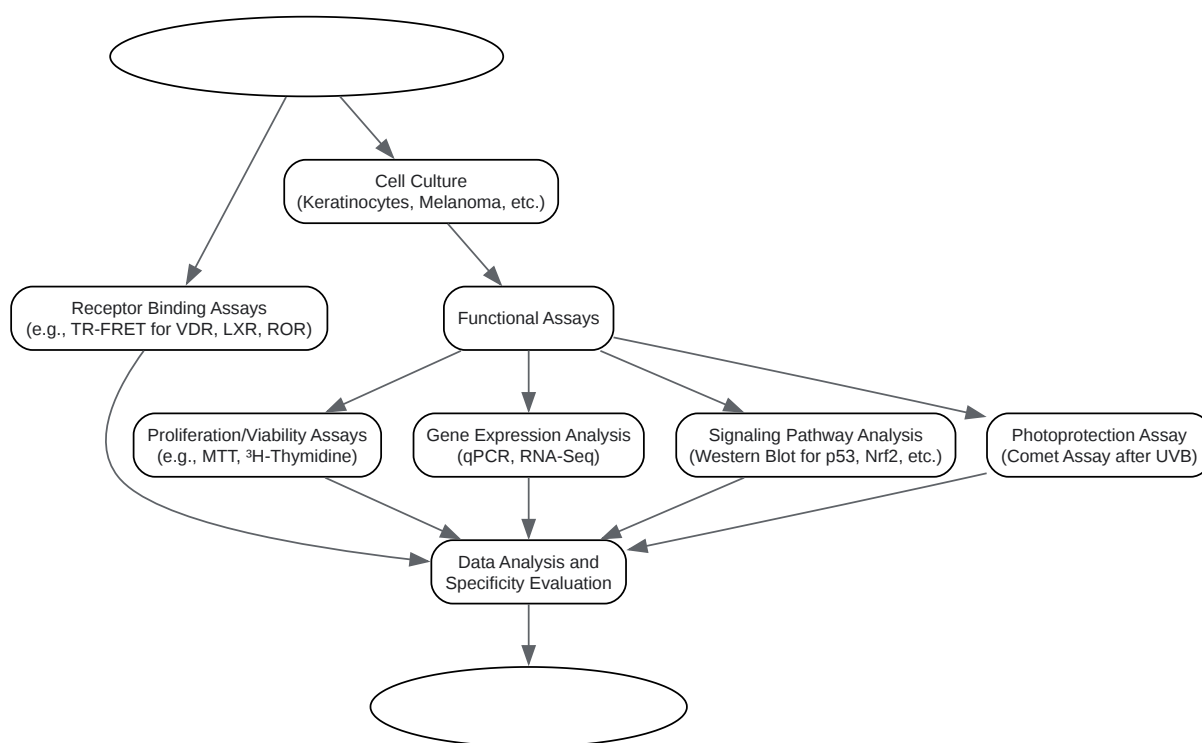 Cell Culture
(Keratinocytes, Melanoma, etc.)
Receptor Binding Assays
(e.g., TR-FRET for VDR, LXR, ROR)
Functional Assays
Proliferation/Viability Assays
(e.g., MTT, ³H-Thymidine)
Gene Expression Analysis
(qPCR, RNA-Seq)
Signaling Pathway Analysis
(Western Blot for p53, Nrf2, etc.)
Photoprotection Assay
(Comet Assay after UVB)
Data Analysis and
Specificity Evaluation